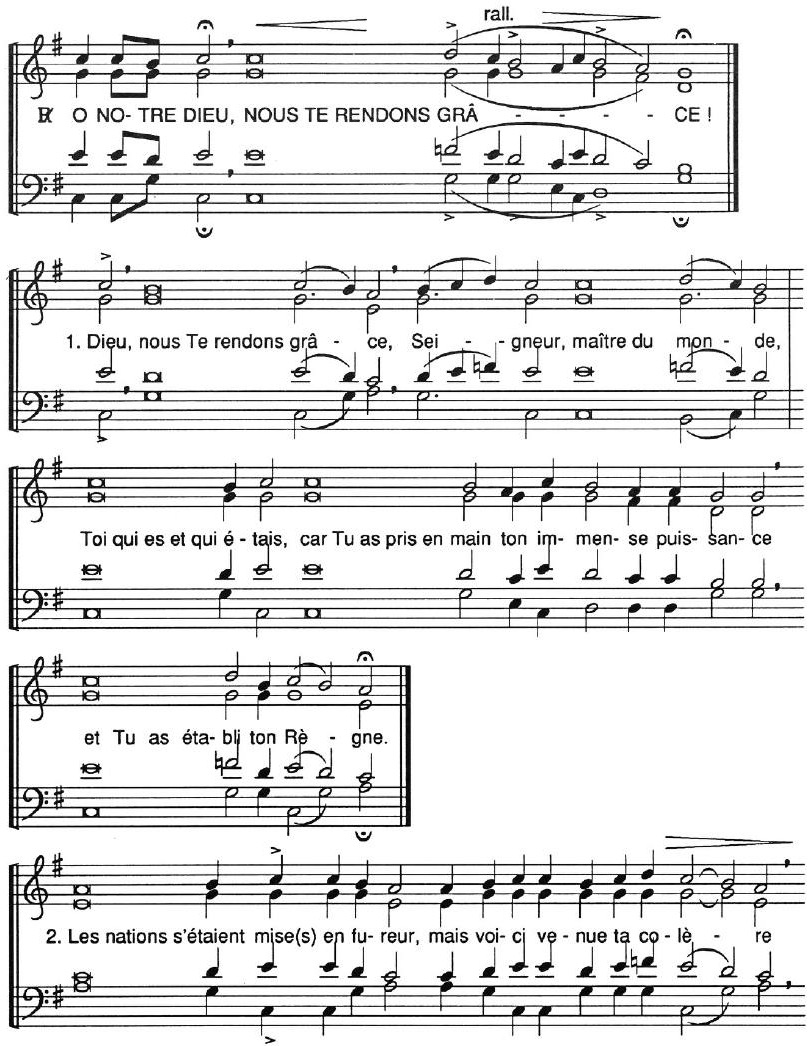 rall.
℟ O NO- TRE DIEU, NOUS TE RENDONS GRÂ - - - - CE !
1. Dieu, nous Te rendons grâ - ce, Sei - - gneur, maître du mon - de,
Toi qui es et qui é - tais, car Tu as pris en main ton im- men- se puis- san- ce
et Tu as éta- bli ton Rè - gne.
2. Les nations s'étaient mise(s) en fu- reur, mais voi- ci ve - nue ta co - lè - re